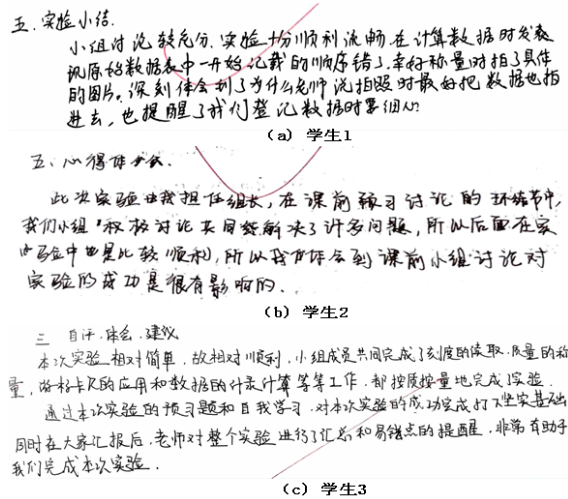 五. 实验小结.
小组讨论较充分. 实验十分顺利流畅. 在计算数据时发表
现原始数据表中一开始记载的顺序错了. 幸好称量时拍了具体
的图片。深刻体会到了为什么老师说拍照时最好把数据也拍
进去, 也提醒了我们登记数据时要细心
(a) 学生1
五、心得体会.
此次实验由我担任组长, 在课前预习讨论的环节中,
我们小组积极讨论共同解决了许多问题, 所以后面在实
验中也是比较顺利, 所以我体会到课前小组讨论对
实验的成功是很有影响的.
(b) 学生2
三 自评. 体会. 建议
本次实验相对简单, 故相对顺利, 小组成员共同完成了刻度的读取. 质量的称
量, 游标卡尺的应用和数据的计录计算等等工作, 都按质按量地完成了实验.
通过本次实验的预习题和自我学习, 对本次实验的成功完成打下坚实基础
同时在大家汇报后, 老师对整个实验进行了汇总和易错点的提醒, 非常有助于
我们完成本次实验.
(c) 学生3